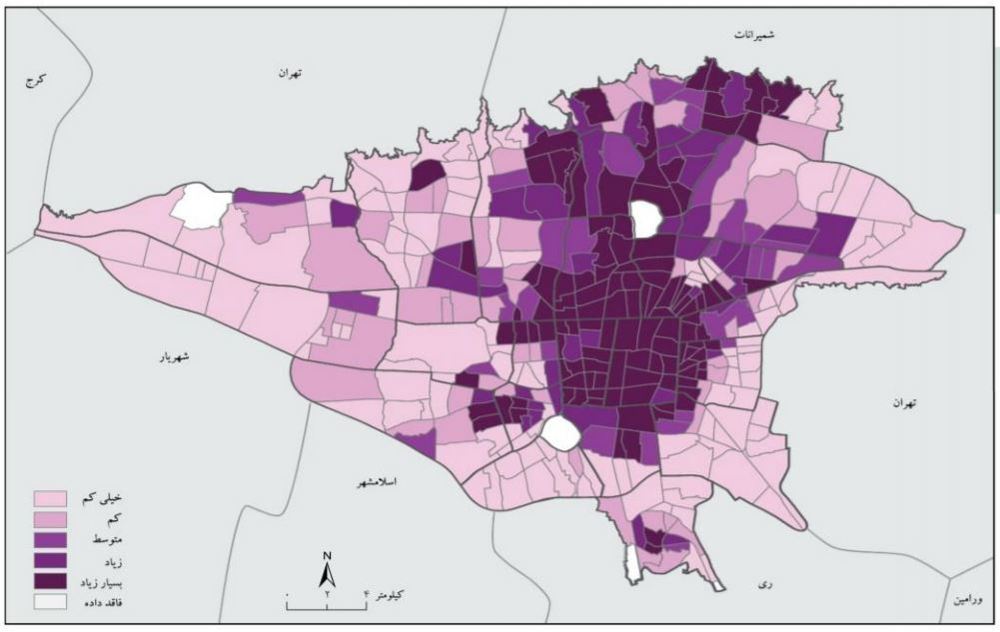 شمیرانات
تهران
کرج
شهریار
تهران
اسلامشهر
ری
ورامین
خیلی کم
کم
متوسط
زیاد
بسیار زیاد
فاقد داده
N
۰ ۲ ۴ کیلومتر